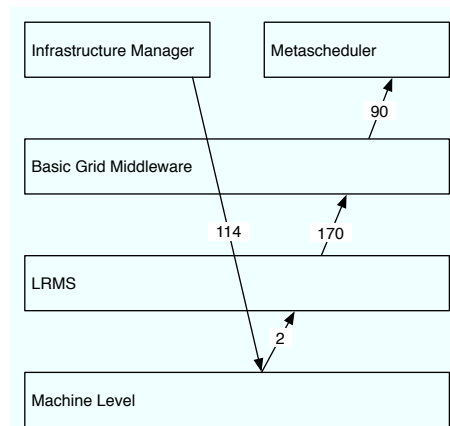 Infrastructure Manager
Metascheduler
90
Basic Grid Middleware
114
170
LRMS
2
Machine Level